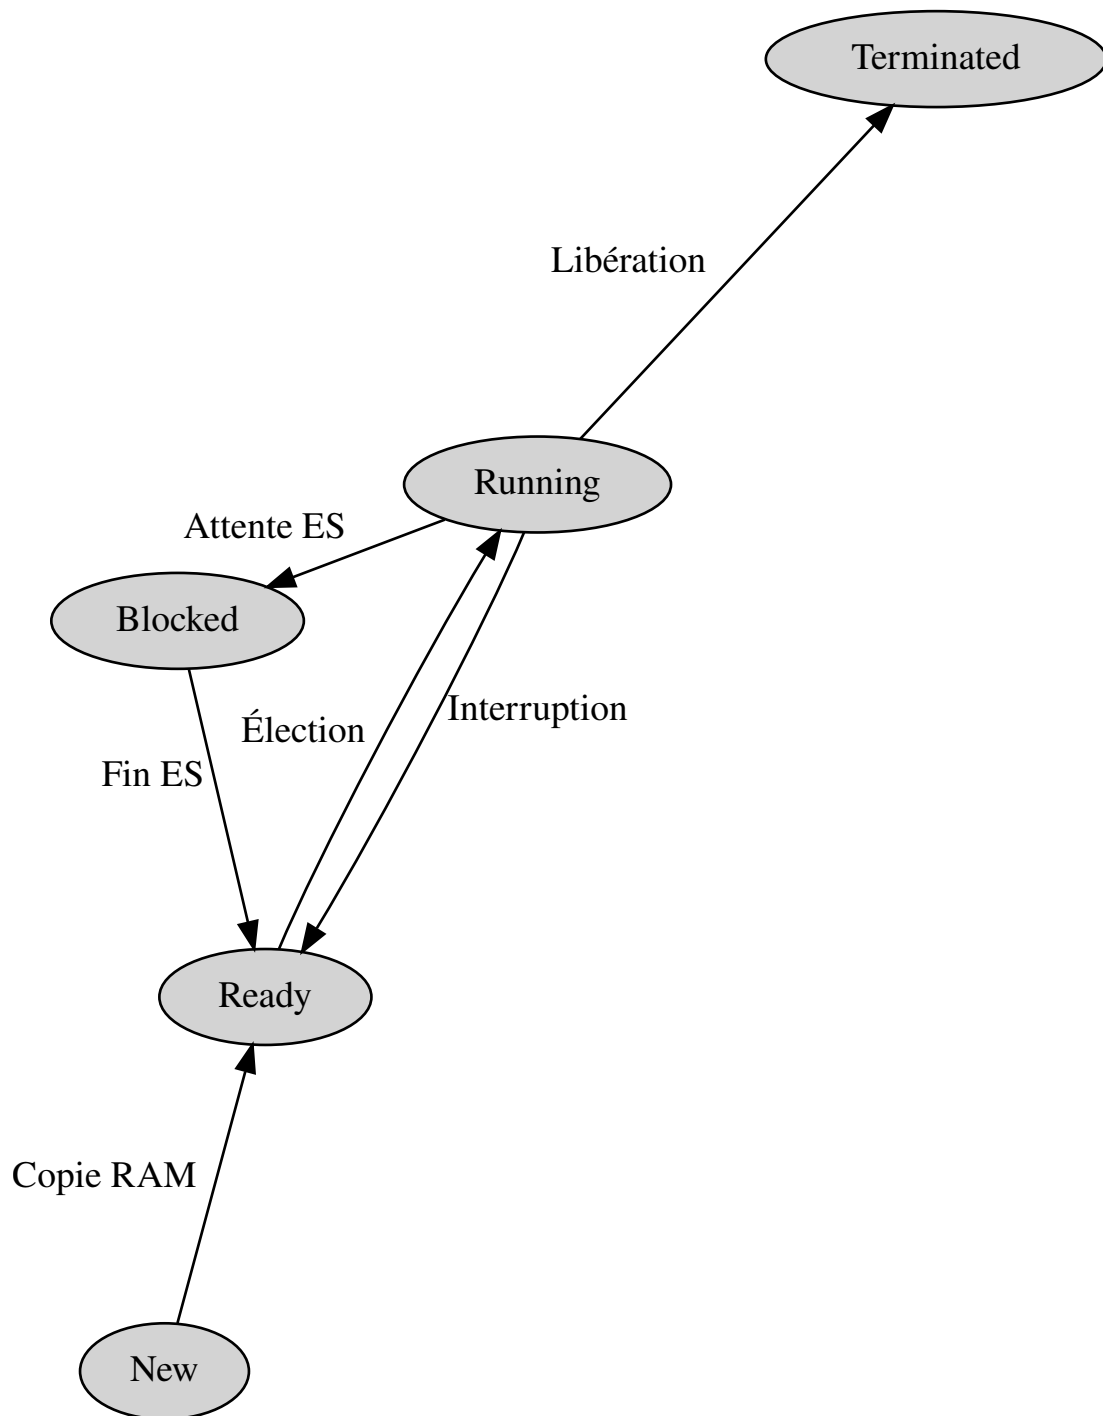 Terminated
Libération
Running
Attente ES
Blocked
Interruption
Élection
Fin ES
Ready
Copie RAM
New